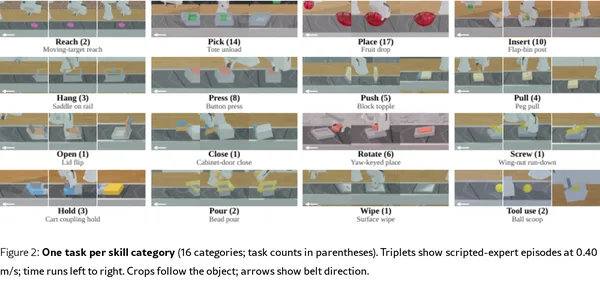 Reach (2) Pick (14) Place (17) Insert (10)
Moving-target reach Tote unload Fruit drop Flap-bin post
Hang (3) Press (8) Push (5) Pull (4)
Saddle on rail Button press Block topple Peg pull
Open (1) Close (1) Rotate (6) Screw (1)
Lid flip Cabinet-door close Yaw-keyed place Wing-nut run-down
Hold (3) Pour (2) Wipe (1) Tool use (2)
Cart coupling hold Bead pour Surface wipe Ball scoop
Figure 2: One task per skill category (16 categories; task counts in parentheses). Triplets show scripted-expert episodes at 0.40
m/s; time runs left to right. Crops follow the object; arrows show belt direction.